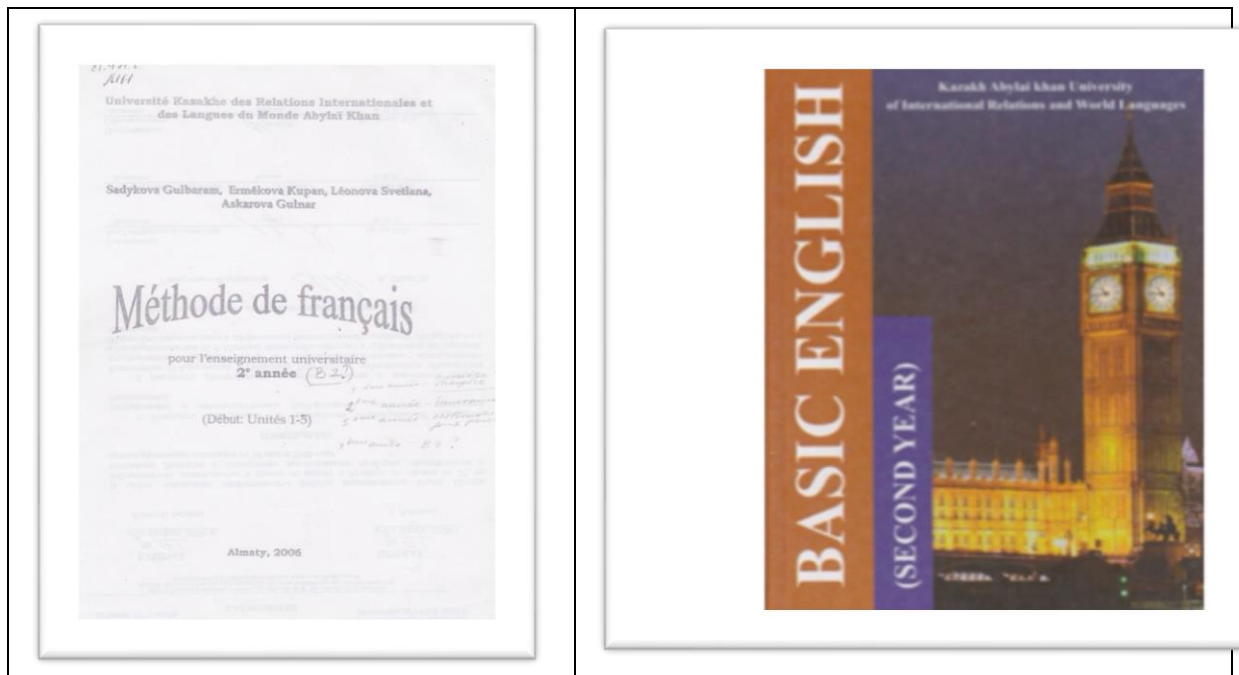 Université Kazakhe des Relations Internationales et
des Langues du Monde Abylaï Khan
Sadykova Gulbaram, Ermékova Kupan, Léonova Svetlana,
Askarova Gulnar
Méthode de français
pour l'enseignement universitaire
2e année (B2?)
2ème année
(Début: Unités 1-5)
Almaty, 2006
Kazakh Abylai khan University
of International Relations and World Languages
BASIC ENGLISH
(SECOND YEAR)